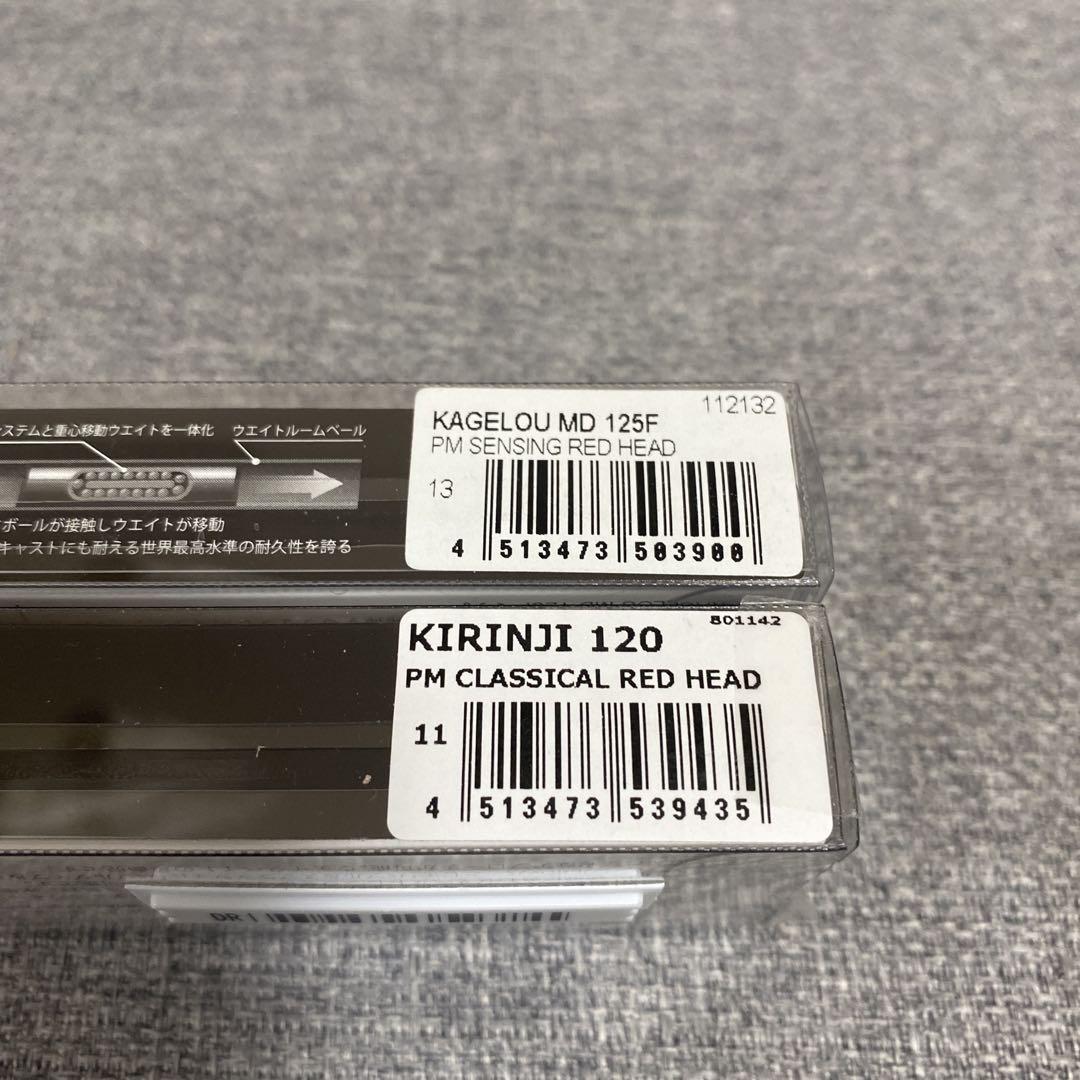 112132
KAGELOU MD 125F
PM SENSING RED HEAD
13
4 513473 503900
ステムと重心移動ウエイトを一体化 ウエイトルームベール
ボールが接触しウエイトが移動
キャストにも耐える世界最高水準の耐久性を誇る
801142
KIRINJI 120
PM CLASSICAL RED HEAD
11
4 513473 539435
DR